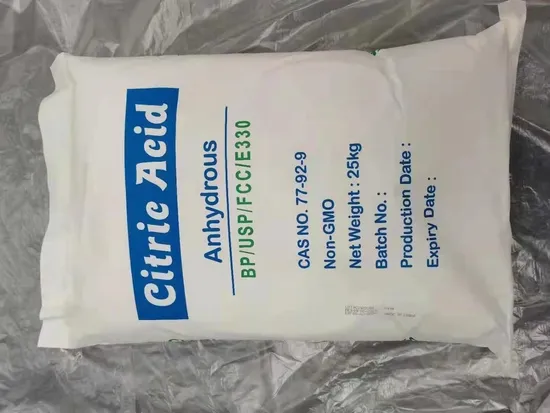 Citric Acid
Anhydrous
BP/USP/FCC/E330
CAS NO. 77-92-9
Non-GMO
Net Weight : 25kg
Batch No. :
Production Date :
Expiry Date :